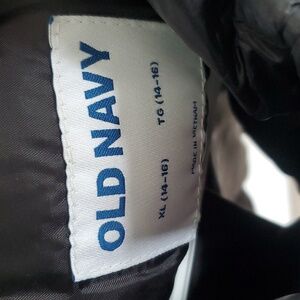 OLD NAVY
XL (14-16)
TG (14-16)
MADE IN VIETNAM